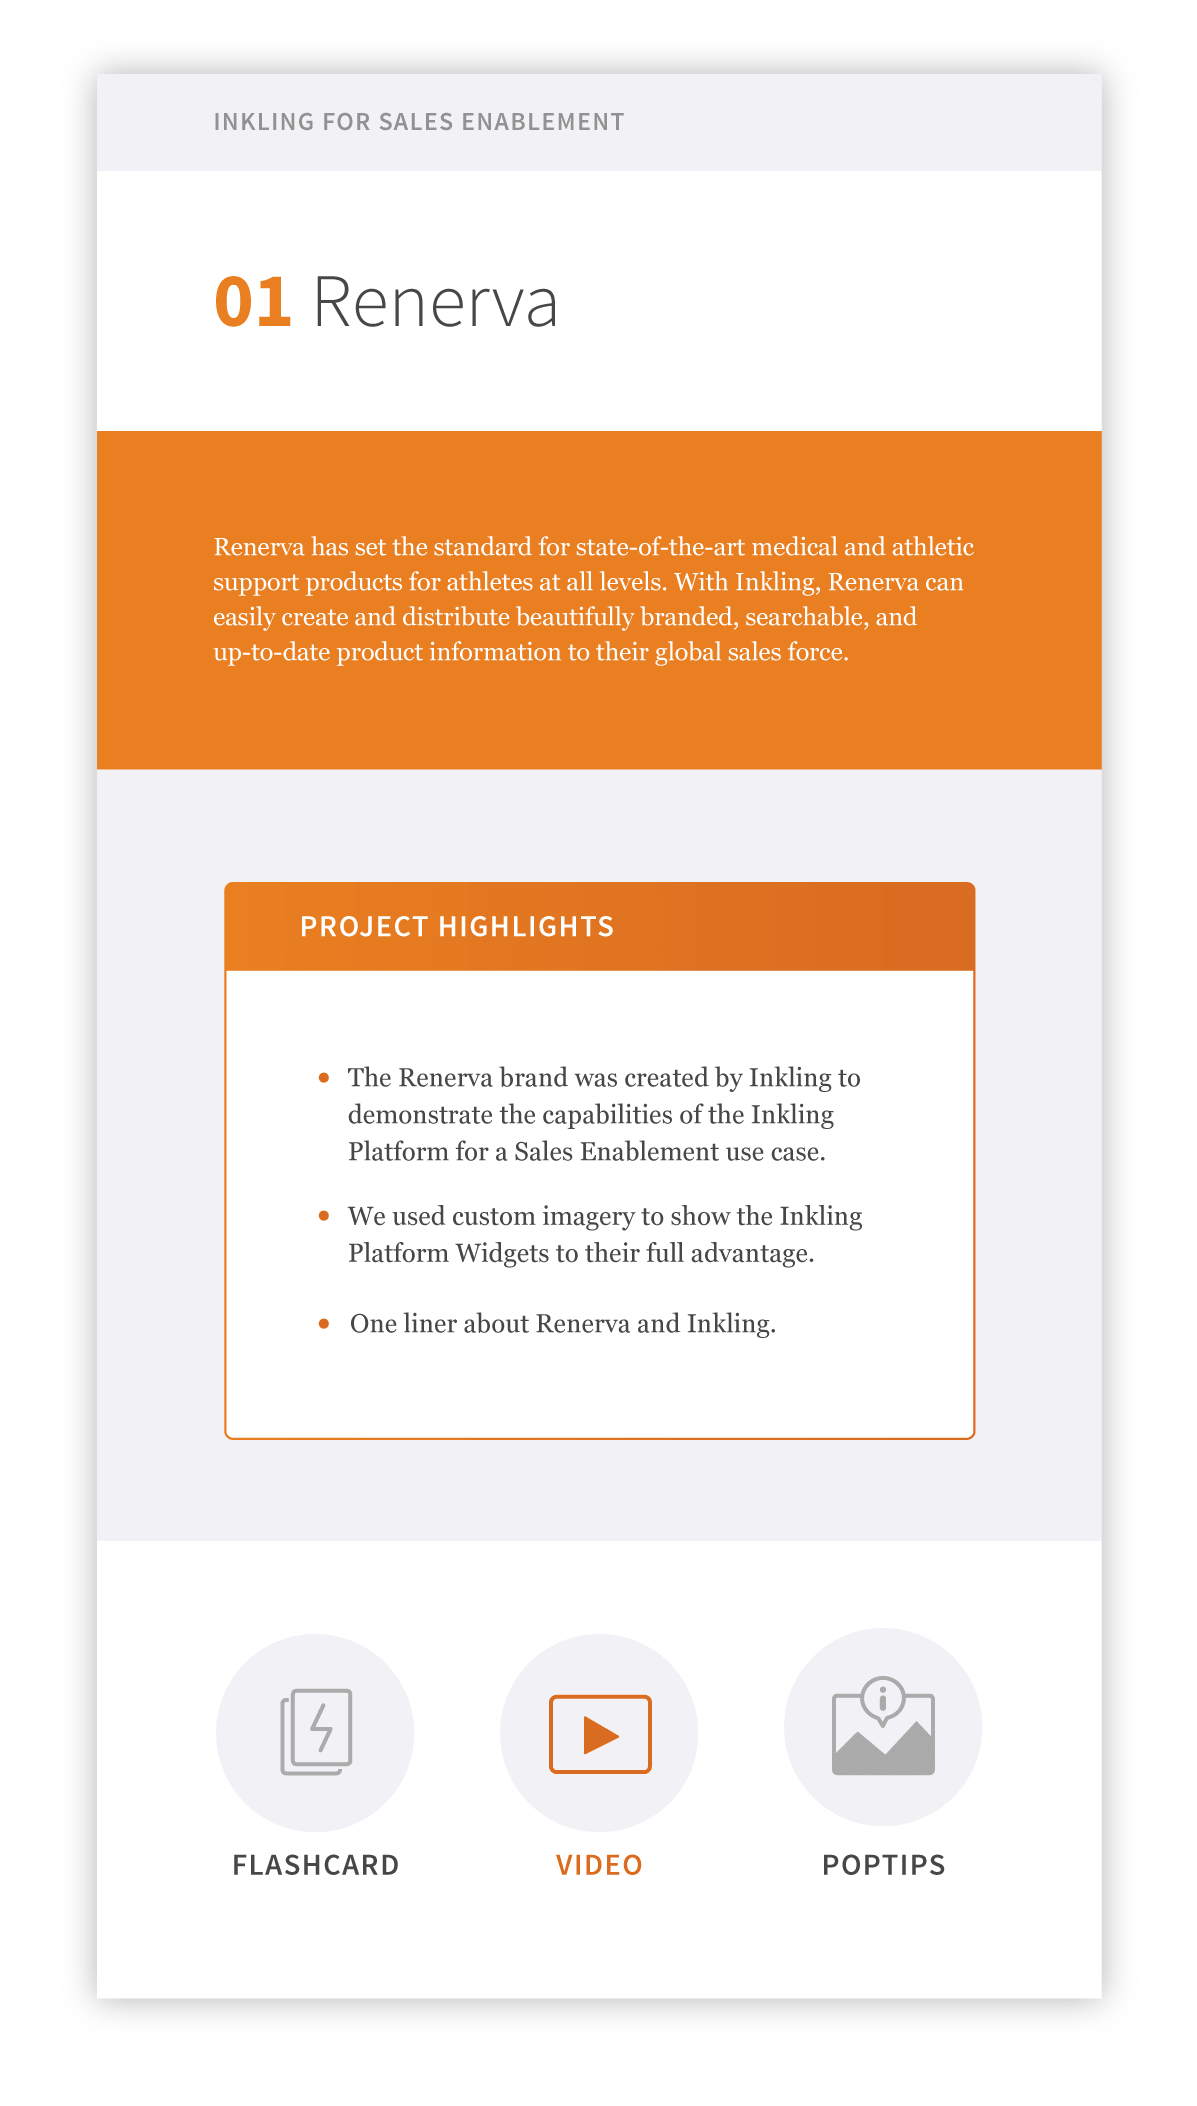 INKLING FOR SALES ENABLEMENT
01 Renerva
Renerva has set the standard for state-of-the-art medical and athletic
support products for athletes at all levels. With Inkling, Renerva can
easily create and distribute beautifully branded, searchable, and
up-to-date product information to their global sales force.
PROJECT HIGHLIGHTS
• The Renerva brand was created by Inkling to
demonstrate the capabilities of the Inkling
Platform for a Sales Enablement use case.
• We used custom imagery to show the Inkling
Platform Widgets to their full advantage.
• One liner about Renerva and Inkling.
FLASHCARD
VIDEO
POPTIPS